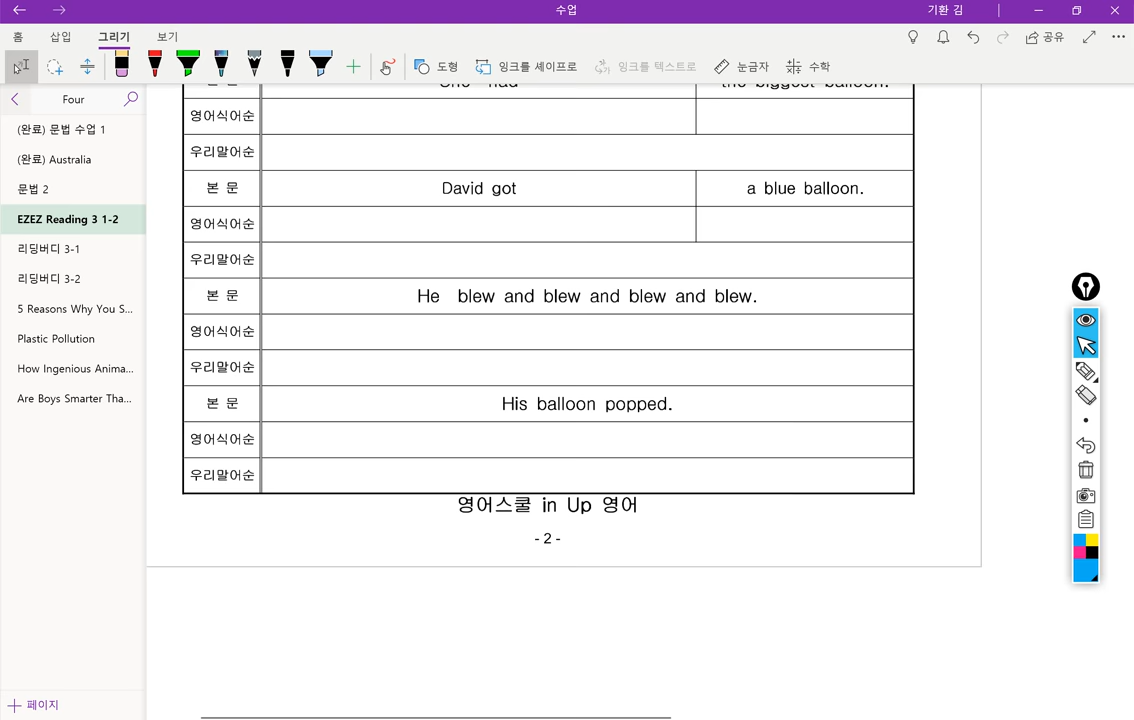 수업
기환 김
홈 삽입 그리기 보기
공유
도형 잉크를 셰이프로 잉크를 텍스트로 눈금자 수학
Four
(완료) 문법 수업 1
(완료) Australia
문법 2
EZEZ Reading 3 1-2
리딩버디 3-1
리딩버디 3-2
5 Reasons Why You S...
Plastic Pollution
How Ingenious Anima...
Are Boys Smarter Tha...
페이지
본 문 She had the biggest balloon.
영어식어순
우리말어순
본 문 David got a blue balloon.
영어식어순
우리말어순
본 문 He blew and blew and blew and blew.
영어식어순
우리말어순
본 문 His balloon popped.
영어식어순
우리말어순
영어스쿨 in Up 영어
- 2 -